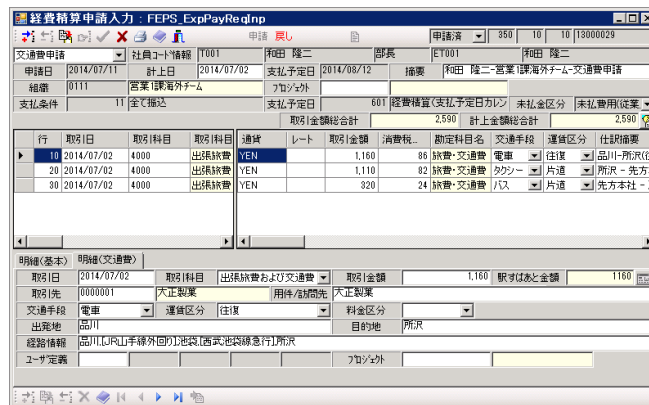 経費精算申請入力 : FEPS_ExpPayReqInp
申請 戻し 申請済 350 10 10 13000029
交通費申請 社員コード情報 T001 和田 隆二 部長 ET001 和田 隆二
申請日 2014/07/11 計上日 2014/07/02 支払予定日 2014/08/12 摘要 和田 隆二-営業1課海外チーム-交通費申請
組織 0111 営業1課海外チーム プロジェクト
支払条件 11 全て振込 支払予定日 601 経費精算(支払予定日カレン 未払金区分 未払費用(従業
取引金額総合計 2,590 計上金額総合計 2,590
行 取引日 取引科目 取引科目 通貨 レート 取引金額 消費税... 勘定科目名 交通手段 運賃区分 仕訳摘要
10 2014/07/02 4000 出張旅費 YEN 1,160 86 旅費・交通費 電車 往復 品川-所沢(往
20 2014/07/02 4000 出張旅費 YEN 1,110 82 旅費・交通費 タクシー 片道 所沢 - 先方
30 2014/07/02 4000 出張旅費 YEN 320 24 旅費・交通費 バス 片道 先方本社 -
明細(基本) 明細(交通費)
取引日 2014/07/02 取引科目 出張旅費および交通費 取引金額 1,160 駅すぱあと金額 1160
取引先 0000001 大正製菓 用件/訪問先 大正製菓
交通手段 電車 運賃区分 往復 料金区分
出発地 品川 目的地 所沢
経路情報 品川,[JR山手線外回り]池袋,[西武池袋線急行]所沢
ユーザ定義 プロジェクト